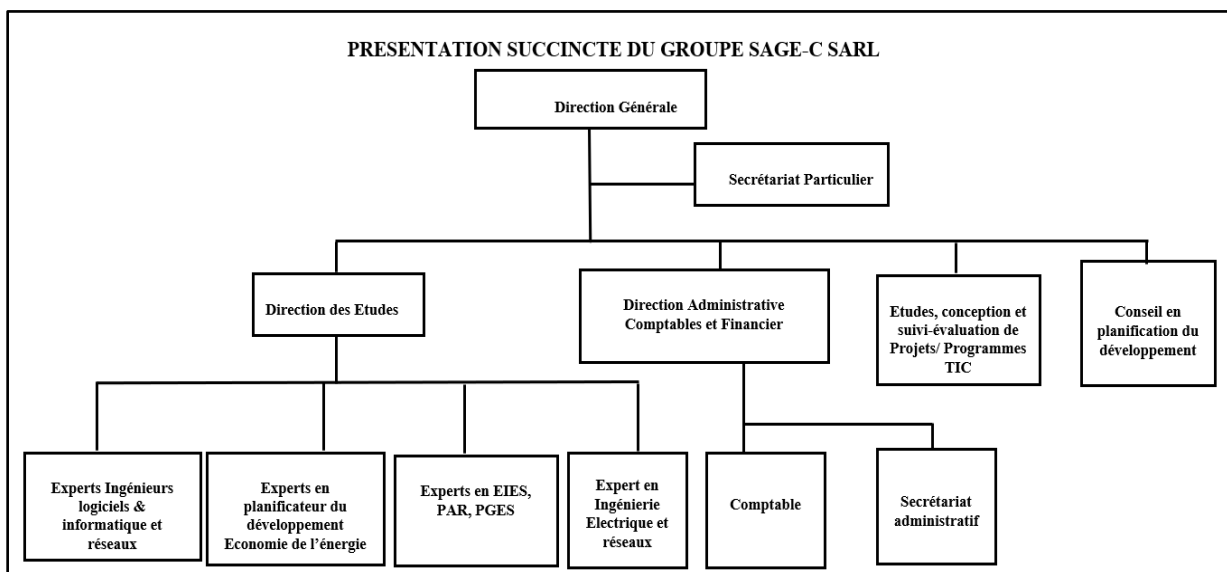 PRESENTATION SUCCINCTE DU GROUPE SAGE-C SARL
Direction Générale
Secrétariat Particulier
Direction des Etudes
Direction Administrative
Comptables et Financier
Etudes, conception et
suivi-évaluation de
Projets/ Programmes
TIC
Conseil en
planification du
développement
Experts Ingénieurs
logiciels &
informatique et
réseaux
Experts en
planificateur du
développement
Economie de l’énergie
Experts en EIES,
PAR, PGES
Expert en
Ingénierie
Electrique et
réseaux
Comptable
Secrétariat
administratif